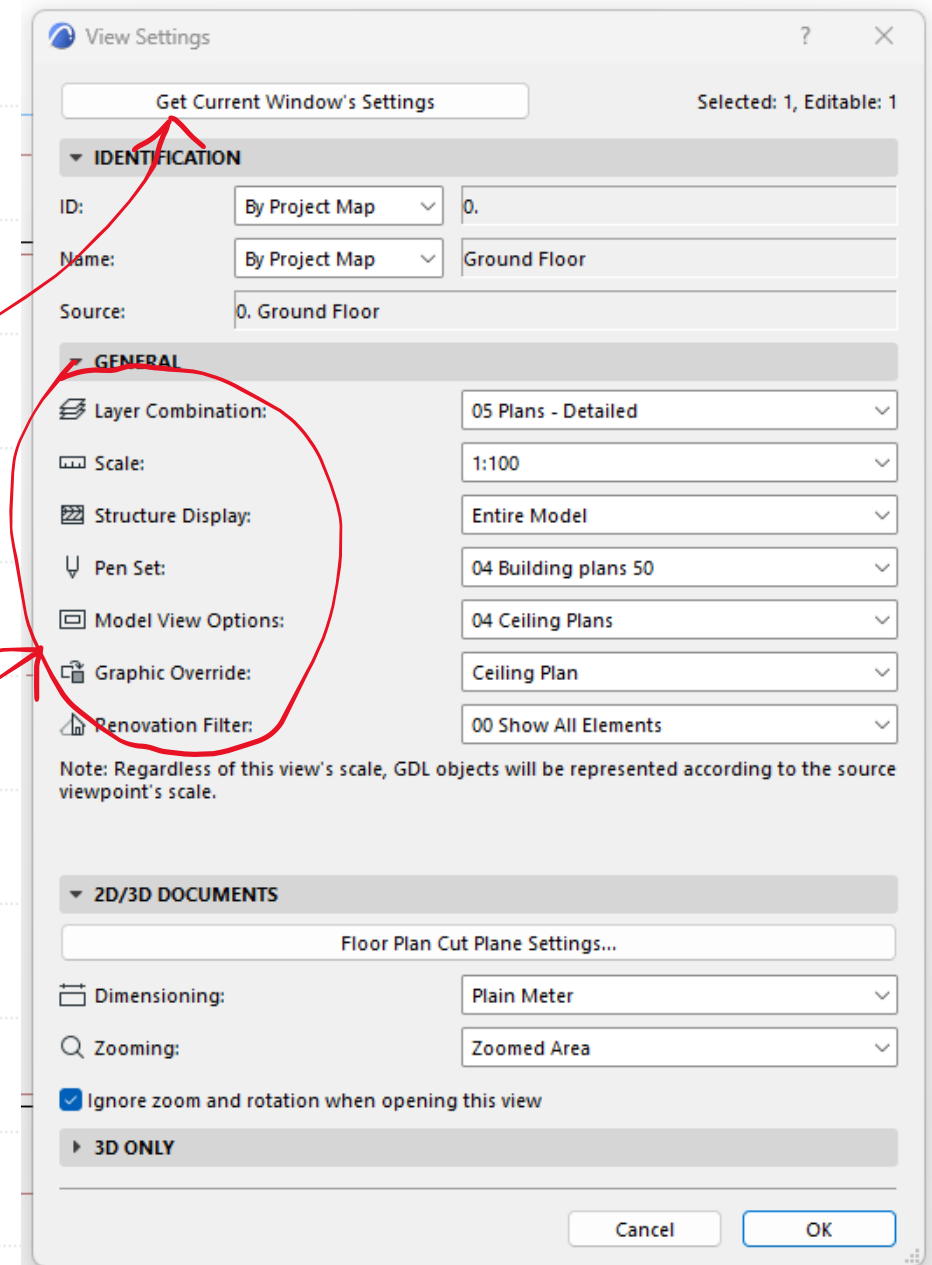 View Settings
?
Get Current Window's Settings
Selected: 1, Editable: 1
IDENTIFICATION
ID: By Project Map 0.
Name: By Project Map Ground Floor
Source: 0. Ground Floor
GENERAL
Layer Combination: 05 Plans - Detailed
Scale: 1:100
Structure Display: Entire Model
Pen Set: 04 Building plans 50
Model View Options: 04 Ceiling Plans
Graphic Override: Ceiling Plan
Renovation Filter: 00 Show All Elements
Note: Regardless of this view's scale, GDL objects will be represented according to the source
viewpoint's scale.
2D/3D DOCUMENTS
Floor Plan Cut Plane Settings...
Dimensioning: Plain Meter
Zooming: Zoomed Area
Ignore zoom and rotation when opening this view
3D ONLY
Cancel OK